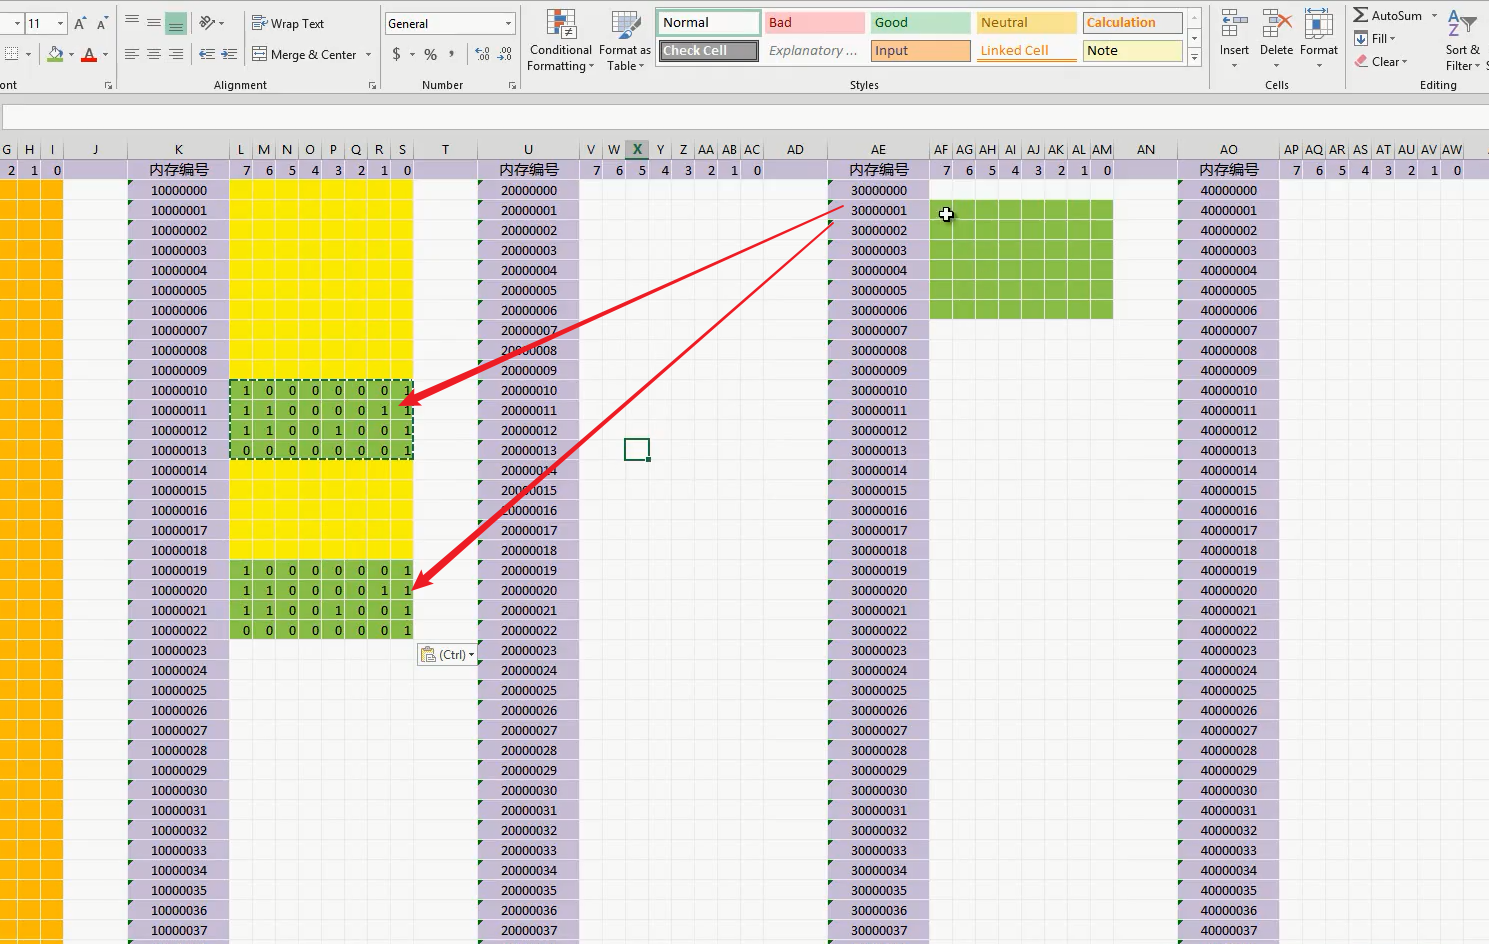 11 A A Wrap Text General Normal Bad Good Neutral Calculation AutoSum
Merge & Center $ % , .00 Conditional Formatting Format as Table Check Cell Explanatory ... Input Linked Cell Note Insert Delete Format Fill Clear Sort & Filter
ont Alignment Number Styles Cells Editing
G H I J K L M N O P Q R S T U V W X Y Z AA AB AC AD AE AF AG AH AI AJ AK AL AM AN AO AP AQ AR AS AT AU AV AW
2 1 0 内存编号 7 6 5 4 3 2 1 0 内存编号 7 6 5 4 3 2 1 0 内存编号 7 6 5 4 3 2 1 0 内存编号 7 6 5 4 3 2 1 0
10000000 20000000 30000000 40000000
10000001 20000001 30000001 40000001
10000002 20000002 30000002 40000002
10000003 20000003 30000003 40000003
10000004 20000004 30000004 40000004
10000005 20000005 30000005 40000005
10000006 20000006 30000006 40000006
10000007 20000007 30000007 40000007
10000008 20000008 30000008 40000008
10000009 20000009 30000009 40000009
10000010 1 0 0 0 0 0 0 1 20000010 30000010 40000010
10000011 1 1 0 0 0 0 1 1 20000011 30000011 40000011
10000012 1 1 0 0 1 0 0 1 20000012 30000012 40000012
10000013 0 0 0 0 0 0 0 1 20000013 30000013 40000013
10000014 20000014 30000014 40000014
10000015 20000015 30000015 40000015
10000016 20000016 30000016 40000016
10000017 20000017 30000017 40000017
10000018 20000018 30000018 40000018
10000019 1 0 0 0 0 0 0 1 20000019 30000019 40000019
10000020 1 1 0 0 0 0 1 1 20000020 30000020 40000020
10000021 1 1 0 0 1 0 0 1 20000021 30000021 40000021
10000022 0 0 0 0 0 0 0 1 20000022 30000022 40000022
10000023 (Ctrl) 20000023 30000023 40000023
10000024 20000024 30000024 40000024
10000025 20000025 30000025 40000025
10000026 20000026 30000026 40000026
10000027 20000027 30000027 40000027
10000028 20000028 30000028 40000028
10000029 20000029 30000029 40000029
10000030 20000030 30000030 40000030
10000031 20000031 30000031 40000031
10000032 20000032 30000032 40000032
10000033 20000033 30000033 40000033
10000034 20000034 30000034 40000034
10000035 20000035 30000035 40000035
10000036 20000036 30000036 40000036
10000037 20000037 30000037 40000037